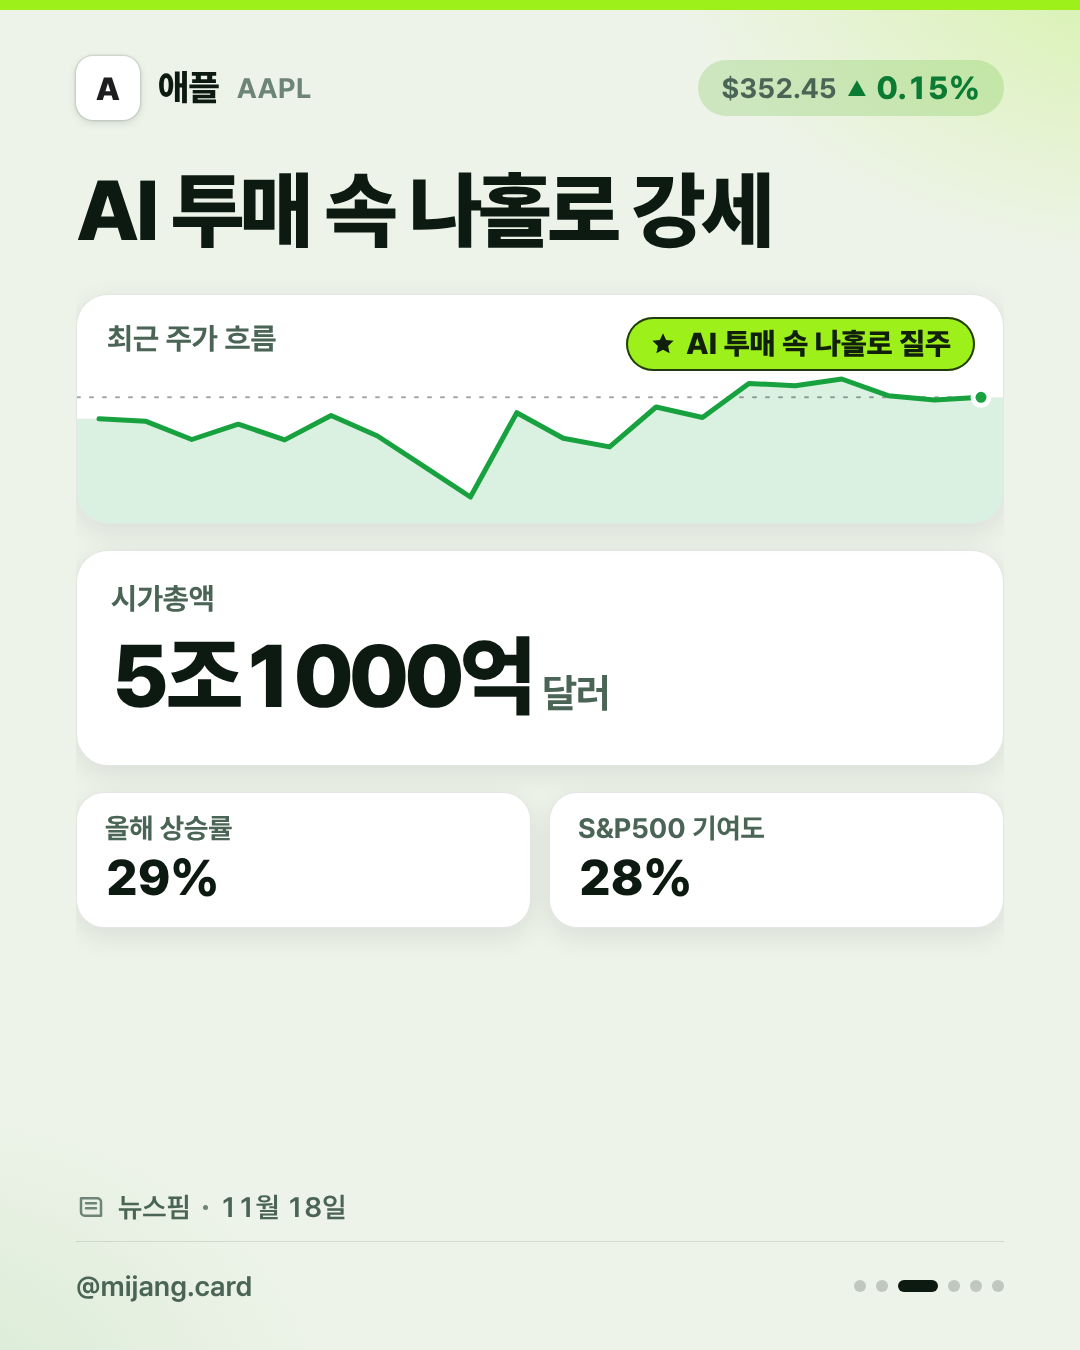 A 애플 AAPL $352.45 ▲ 0.15%
AI 투매 속 나홀로 강세
최근 주가 흐름
★ AI 투매 속 나홀로 질주
시가총액
5조1000억 달러
올해 상승률
29%
S&P500 기여도
28%
뉴스핌 · 11월 18일
@mijang.card